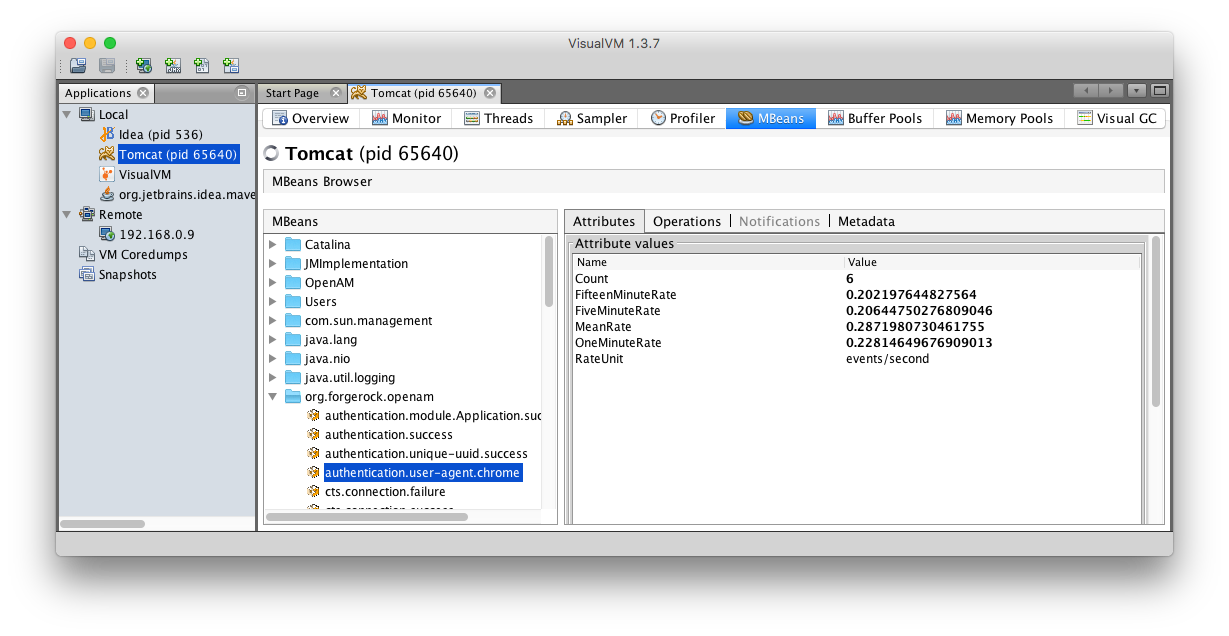 VisualVM 1.3.7
Applications
Start Page
Tomcat (pid 65640)
Local
Idea (pid 536)
Tomcat (pid 65640)
VisualVM
org.jetbrains.idea.mave
Remote
192.168.0.9
VM Coredumps
Snapshots
Overview Monitor Threads Sampler Profiler MBeans Buffer Pools Memory Pools Visual GC
Tomcat (pid 65640)
MBeans Browser
MBeans
Catalina
JMImplementation
OpenAM
Users
com.sun.management
java.lang
java.nio
java.util.logging
org.forgerock.openam
authentication.module.Application.suc
authentication.success
authentication.unique-uuid.success
authentication.user-agent.chrome
cts.connection.failure
cts.connection.success
Attributes Operations Notifications Metadata
Attribute values
Name Value
Count 6
FifteenMinuteRate 0.202197644827564
FiveMinuteRate 0.20644750276809046
MeanRate 0.2871980730461755
OneMinuteRate 0.22814649676909013
RateUnit events/second